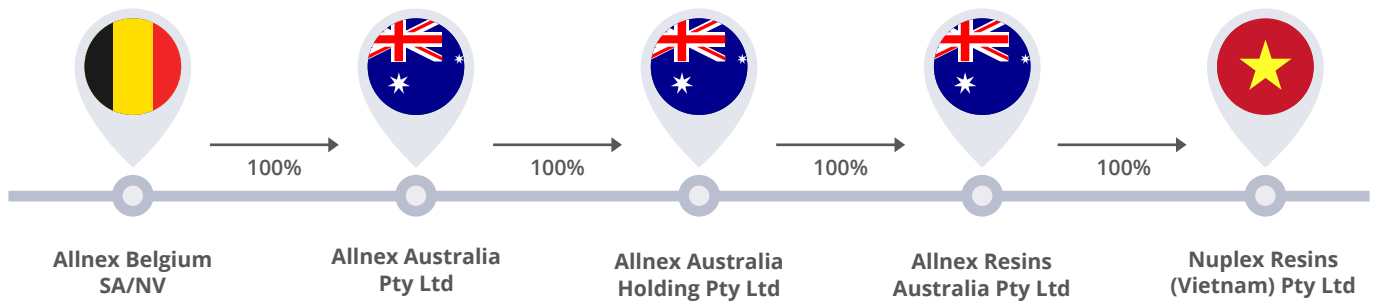 100%
100%
100%
100%
Allnex Belgium
SA/NV
Allnex Australia
Pty Ltd
Allnex Australia
Holding Pty Ltd
Allnex Resins
Australia Pty Ltd
Nuplex Resins
(Vietnam) Pty Ltd